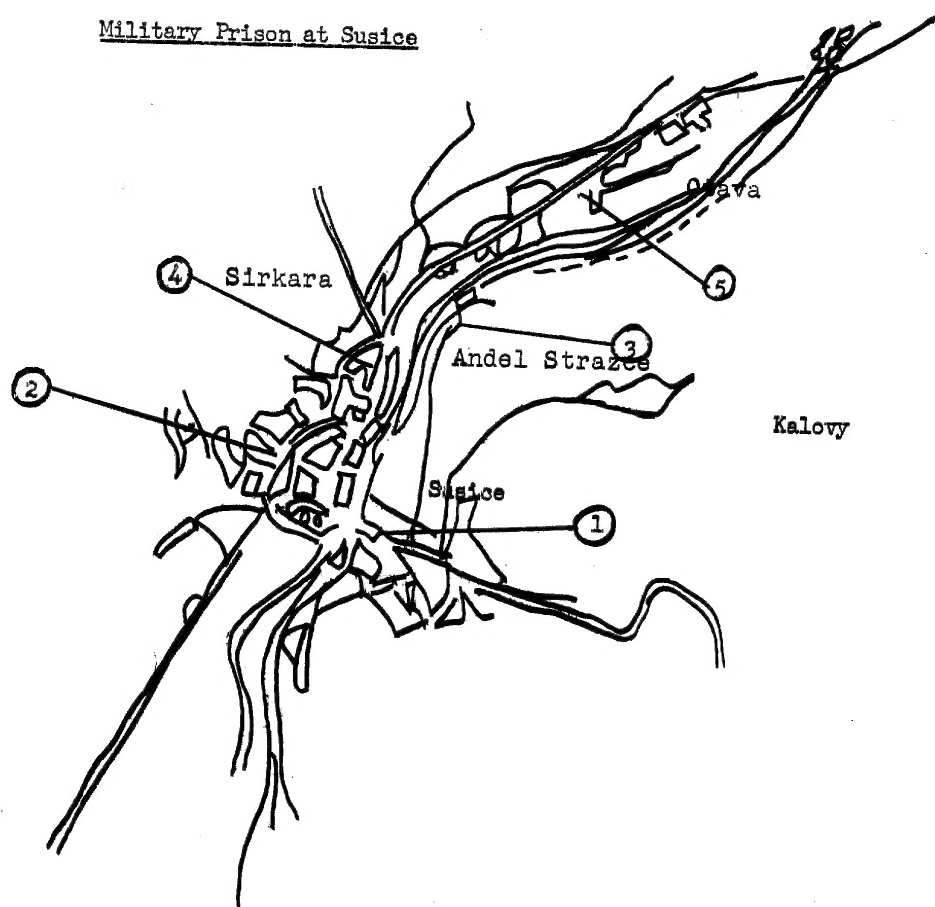 Military Prison at Susice
Otava
4
Sirkara
5
3
Andel Strazce
2
Kalovy
Susice
1